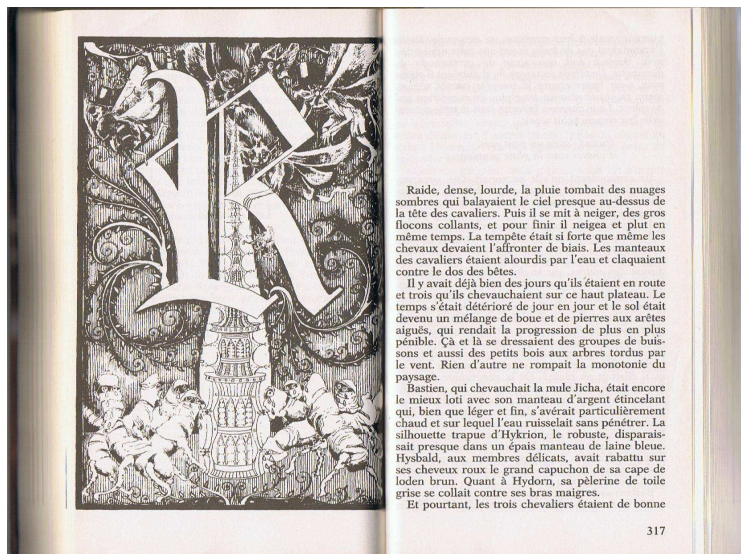 R
Raide, dense, lourde, la pluie tombait des nuages
sombres qui balayaient le ciel presque au-dessus de
la tête des cavaliers. Puis il se mit à neiger, des gros
flocons collants, et pour finir il neigea et plut en
même temps. La tempête était si forte que même les
chevaux devaient l'affronter de biais. Les manteaux
des cavaliers étaient alourdis par l'eau et claquaient
contre le dos des bêtes.
Il y avait déjà bien des jours qu'ils étaient en route
et trois qu'ils chevauchaient sur ce haut plateau. Le
temps s'était détérioré de jour en jour et le sol était
devenu un mélange de boue et de pierres aux arêtes
aiguës, qui rendait la progression de plus en plus
pénible. Çà et là se dressaient des groupes de buis-
sons et aussi des petits bois aux arbres tordus par
le vent. Rien d'autre ne rompait la monotonie du
paysage.
Bastien, qui chevauchait la mule Jicha, était encore
le mieux loti avec son manteau d'argent étincelant
qui, bien que léger et fin, s'avérait particulièrement
chaud et sur lequel l'eau ruisselait sans pénétrer. La
silhouette trapue d'Hykrion, le robuste, disparais-
sait presque dans un épais manteau de laine bleue.
Hysbald, aux membres délicats, avait rabattu sur
ses cheveux roux le grand capuchon de sa cape de
loden brun. Quant à Hydorn, sa pèlerine de toile
grise se collait contre ses bras maigres.
Et pourtant, les trois chevaliers étaient de bonne
317